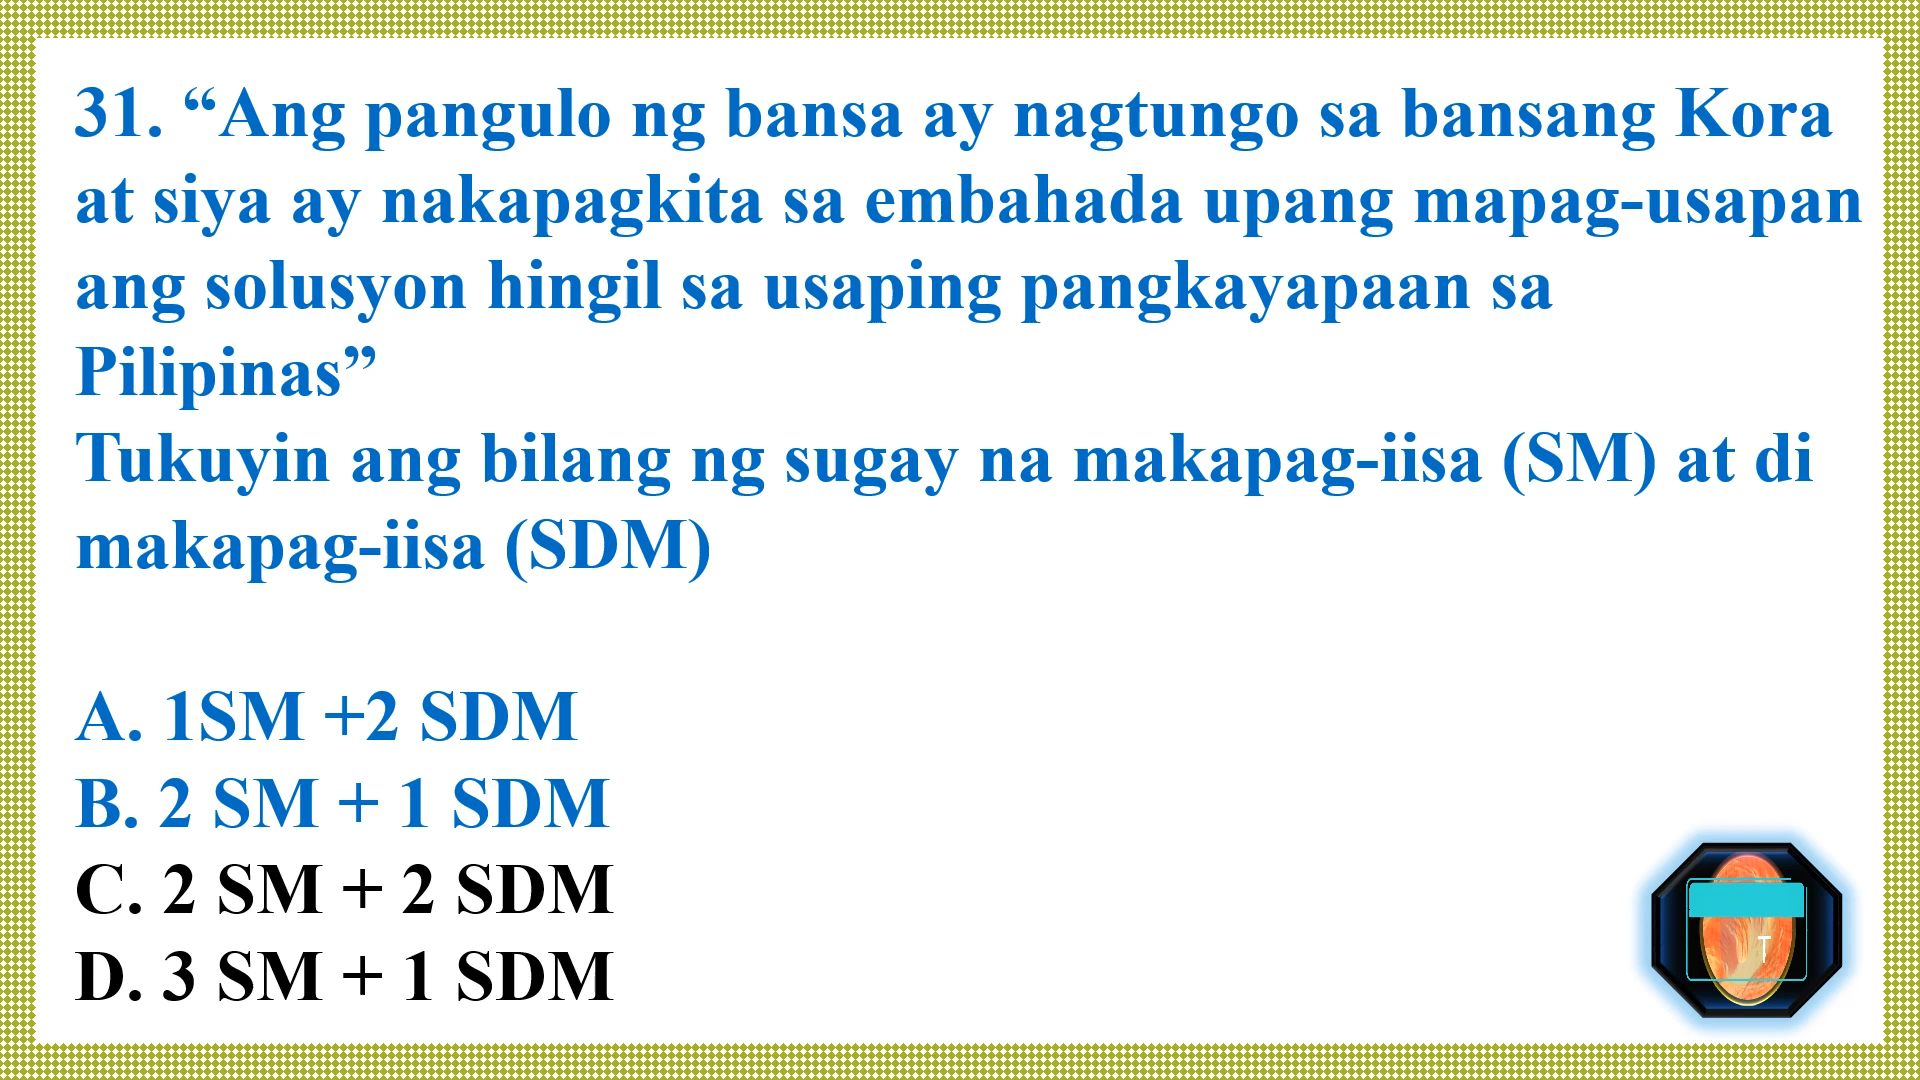 31. “Ang pangulo ng bansa ay nagtungo sa bansang Kora
at siya ay nakapagkita sa embahada upang mapag-usapan
ang solusyon hingil sa usaping pangkayapaan sa
Pilipinas”
Tukuyin ang bilang ng sugay na makapag-iisa (SM) at di
makapag-iisa (SDM)
A. 1SM +2 SDM
B. 2 SM + 1 SDM
C. 2 SM + 2 SDM
D. 3 SM + 1 SDM
T